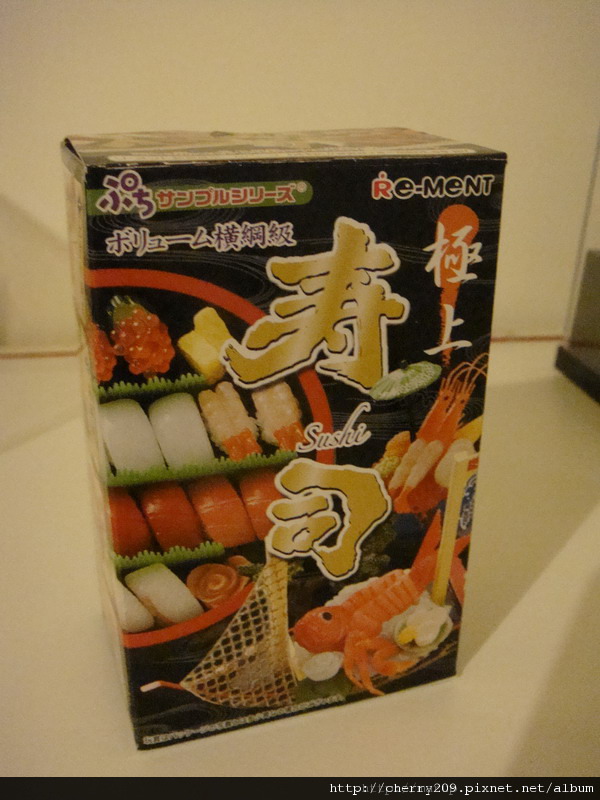 ぷちサンプルシリーズ®
Re-MeNT
ボリューム横綱級
極上
寿司
Sushi
http://cherry209.pixnet.net/album